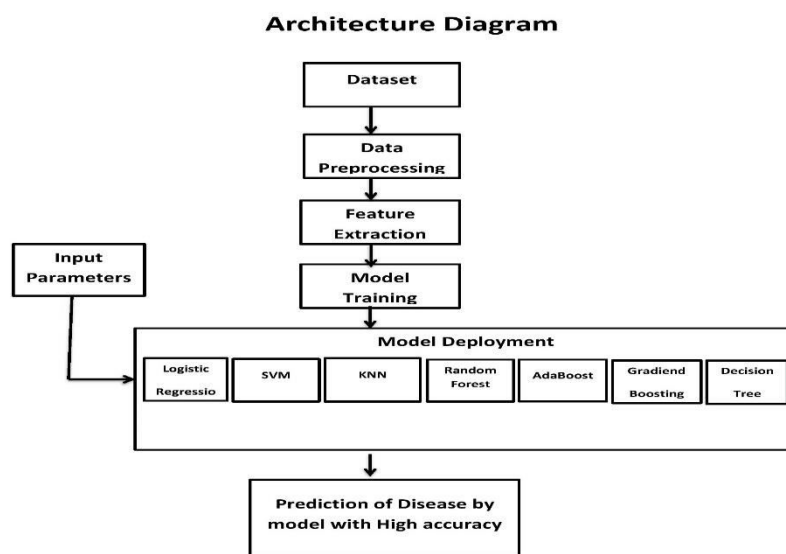 Architecture Diagram
Dataset
Data
Preprocessing
Feature
Extraction
Input
Parameters
Model
Training
Model Deployment
Logistic
Regressio
SVM
KNN
Random
Forest
AdaBoost
Gradiend
Boosting
Decision
Tree
Prediction of Disease by
model with High accuracy